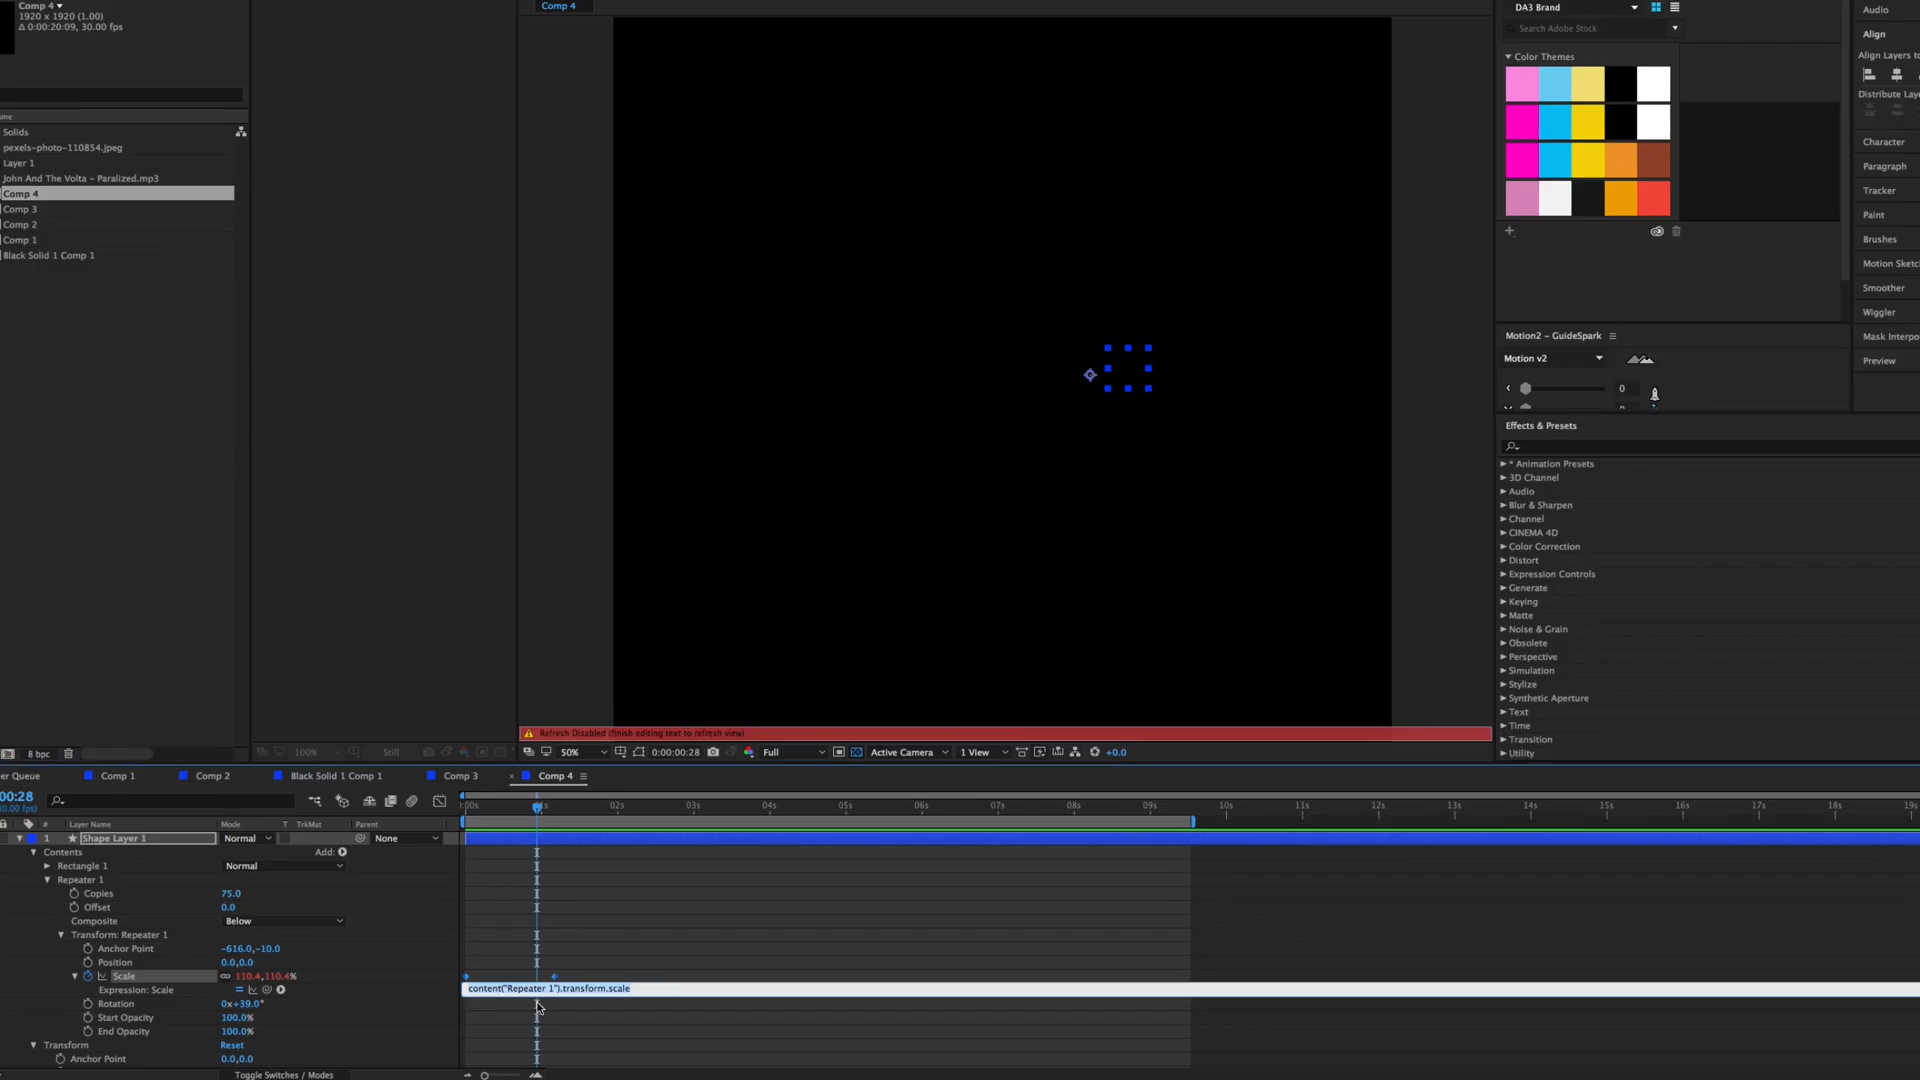 Comp 4
1920 x 1920 (1.00)
Δ 0:00:20:09, 30.00 fps
Solids
pexels-photo-110854.jpeg
Layer 1
John And The Volta - Paralized.mp3
Comp 4
Comp 3
Comp 2
Comp 1
Black Solid 1 Comp 1
8 bpc
100%
Still
Comp 4
Refresh Disabled (finish editing text to refresh view)
50%
0:00:00:28
Full
Active Camera
1 View
+0.0
DA3 Brand
Search Adobe Stock
Color Themes
Motion2 - GuideSpark
Motion v2
0
Effects & Presets
* Animation Presets
3D Channel
Audio
Blur & Sharpen
Channel
CINEMA 4D
Color Correction
Distort
Expression Controls
Generate
Keying
Matte
Noise & Grain
Obsolete
Perspective
Simulation
Stylize
Synthetic Aperture
Text
Time
Transition
Utility
Audio
Align
Align Layers to
Distribute Laye
Character
Paragraph
Tracker
Paint
Brushes
Motion Sketc
Smoother
Wiggler
Mask Interpo
Preview
er Queue
Comp 1
Comp 2
Black Solid 1 Comp 1
Comp 3
Comp 4
00:28
:00s
02s
03s
04s
05s
06s
07s
08s
09s
10s
11s
12s
13s
14s
15s
16s
17s
18s
19s
# Layer Name Mode T TrkMat Parent
1 Shape Layer 1 Normal None
Contents Add:
Rectangle 1 Normal
Repeater 1
Copies 75.0
Offset 0.0
Composite Below
Transform: Repeater 1
Anchor Point -616.0,-10.0
Position 0.0,0.0
Scale 110.4,110.4%
Expression: Scale content("Repeater 1").transform.scale
Rotation 0x+39.0°
Start Opacity 100.0%
End Opacity 100.0%
Transform Reset
Anchor Point 0.0,0.0
Toggle Switches / Modes